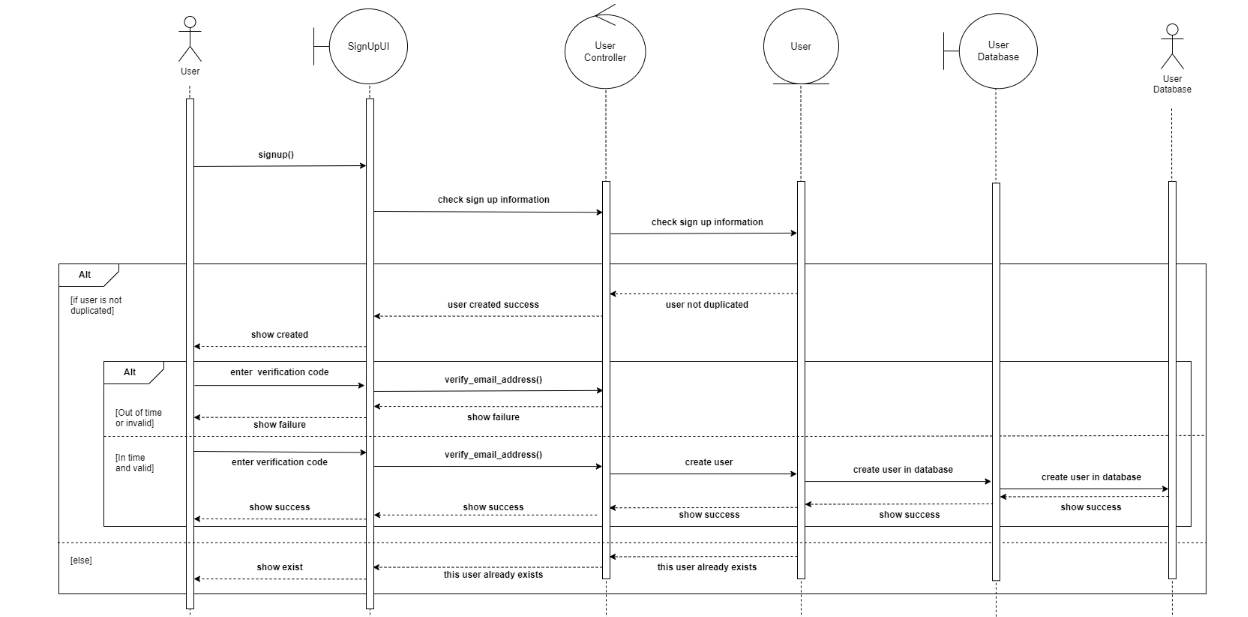 User
SignUpUI
User
Controller
User
User
Database
User
Database
signup()
check sign up information
check sign up information
Alt
[if user is not
duplicated]
user not duplicated
user created success
show created
Alt
enter verification code
verify_email_address()
[Out of time
or invalid]
show failure
show failure
[In time
and valid]
enter verification code
verify_email_address()
create user
create user in database
create user in database
show success
show success
show success
show success
show success
[else]
this user already exists
this user already exists
show exist